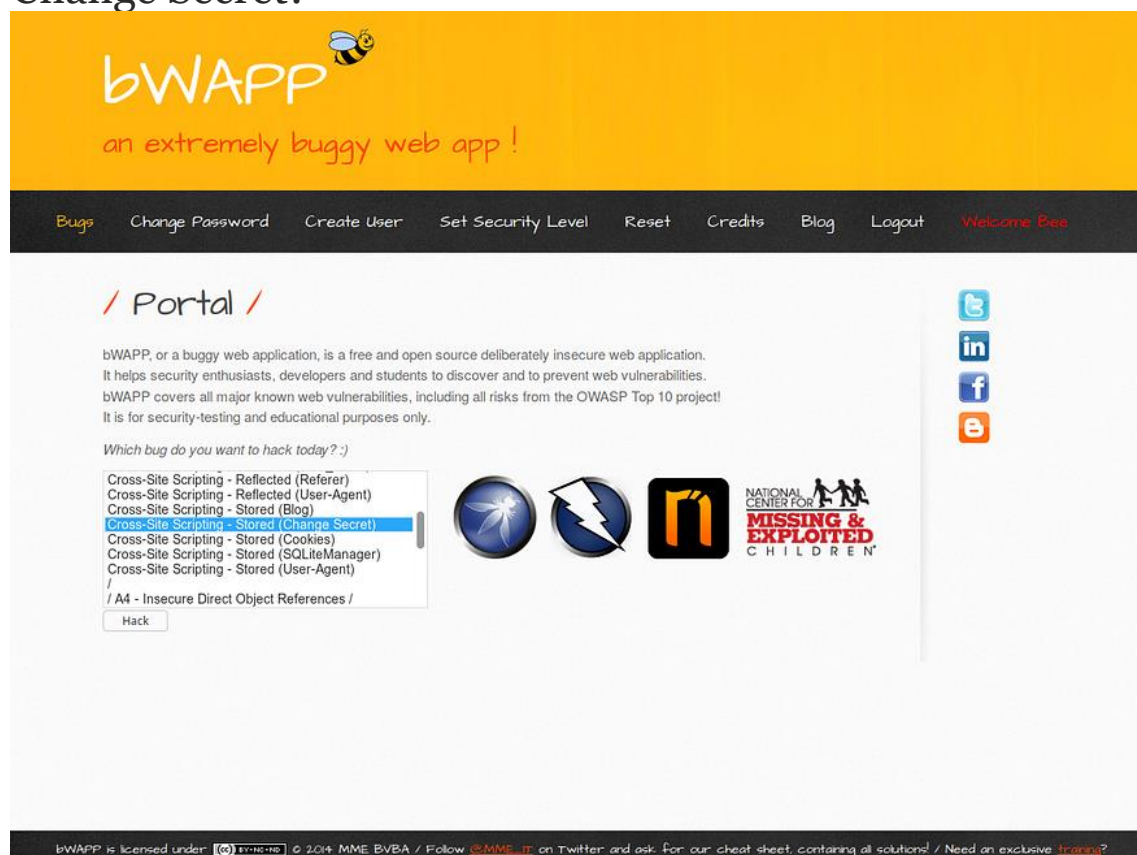 Change Secret:
bWAPP
an extremely buggy web app !
Bugs Change Password Create User Set Security Level Reset Credits Blog Logout Welcome Bee
/ Portal /
bWAPP, or a buggy web application, is a free and open source deliberately insecure web application.
It helps security enthusiasts, developers and students to discover and to prevent web vulnerabilities.
bWAPP covers all major known web vulnerabilities, including all risks from the OWASP Top 10 project!
It is for security-testing and educational purposes only.
Which bug do you want to hack today? :)
Cross-Site Scripting - Reflected (Referer)
Cross-Site Scripting - Reflected (User-Agent)
Cross-Site Scripting - Stored (Blog)
Cross-Site Scripting - Stored (Change Secret)
Cross-Site Scripting - Stored (Cookies)
Cross-Site Scripting - Stored (SQLiteManager)
Cross-Site Scripting - Stored (User-Agent)
/
/ A4 - Insecure Direct Object References /
Hack
NATIONAL
CENTER FOR
MISSING &
EXPLOITED
CHILDREN
bWAPP is licensed under (cc) BY-NC-ND © 2014 MME BVBA / Follow @MME_IT on Twitter and ask for our cheat sheet, containing all solutions! / Need an exclusive training?